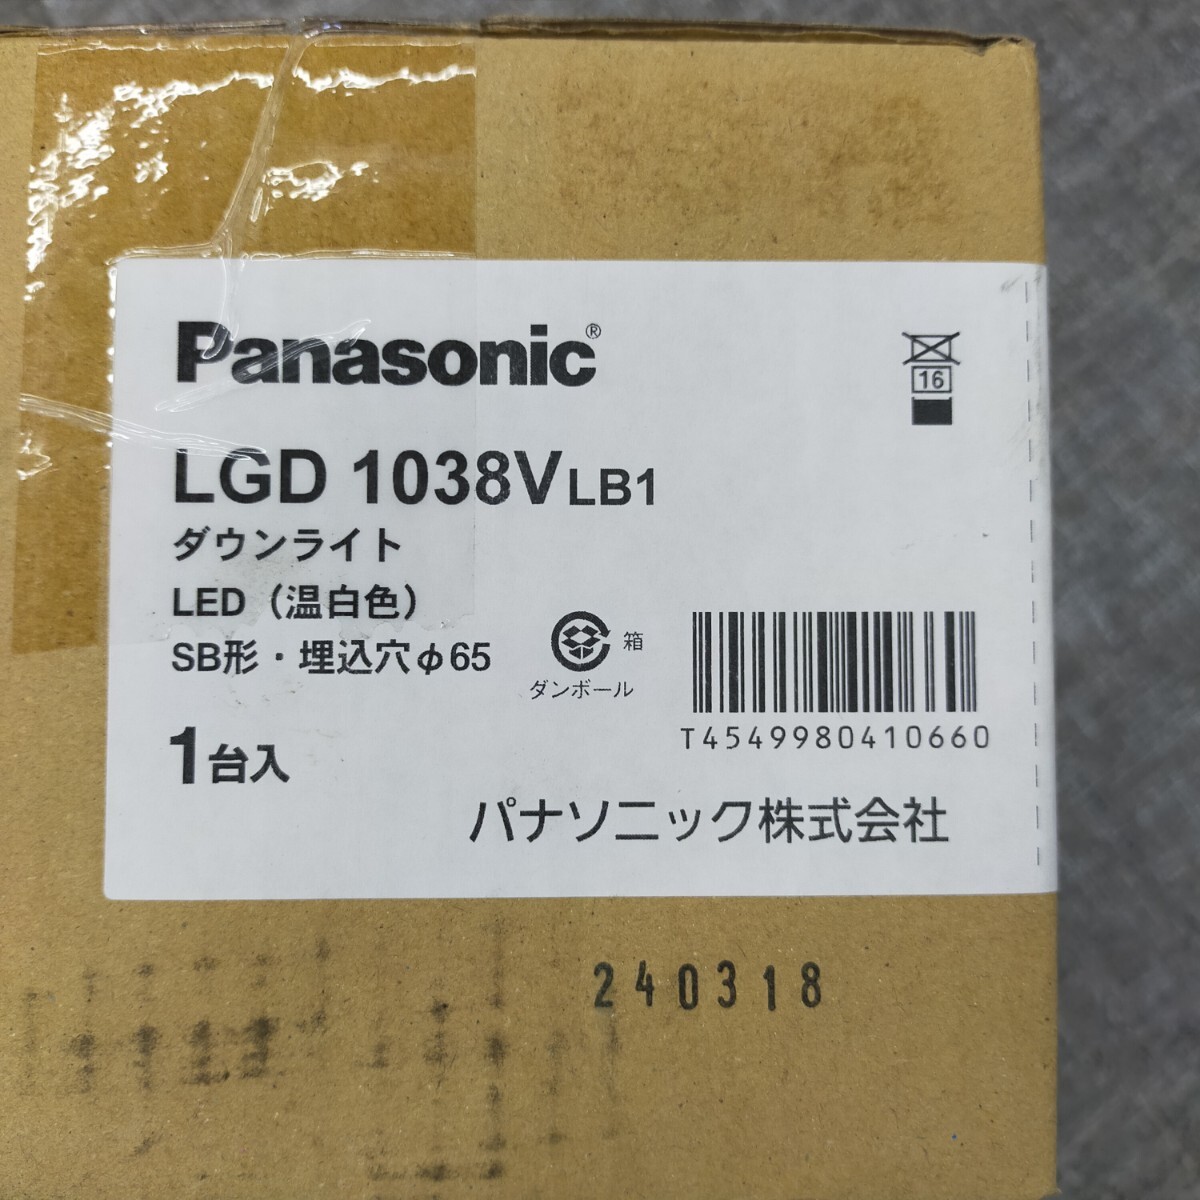 Panasonic®
16
LGD 1038V LB1
ダウンライト
LED（温白色）
SB形・埋込穴φ65
箱
ダンボール
T4549980410660
1台入
パナソニック株式会社
240318